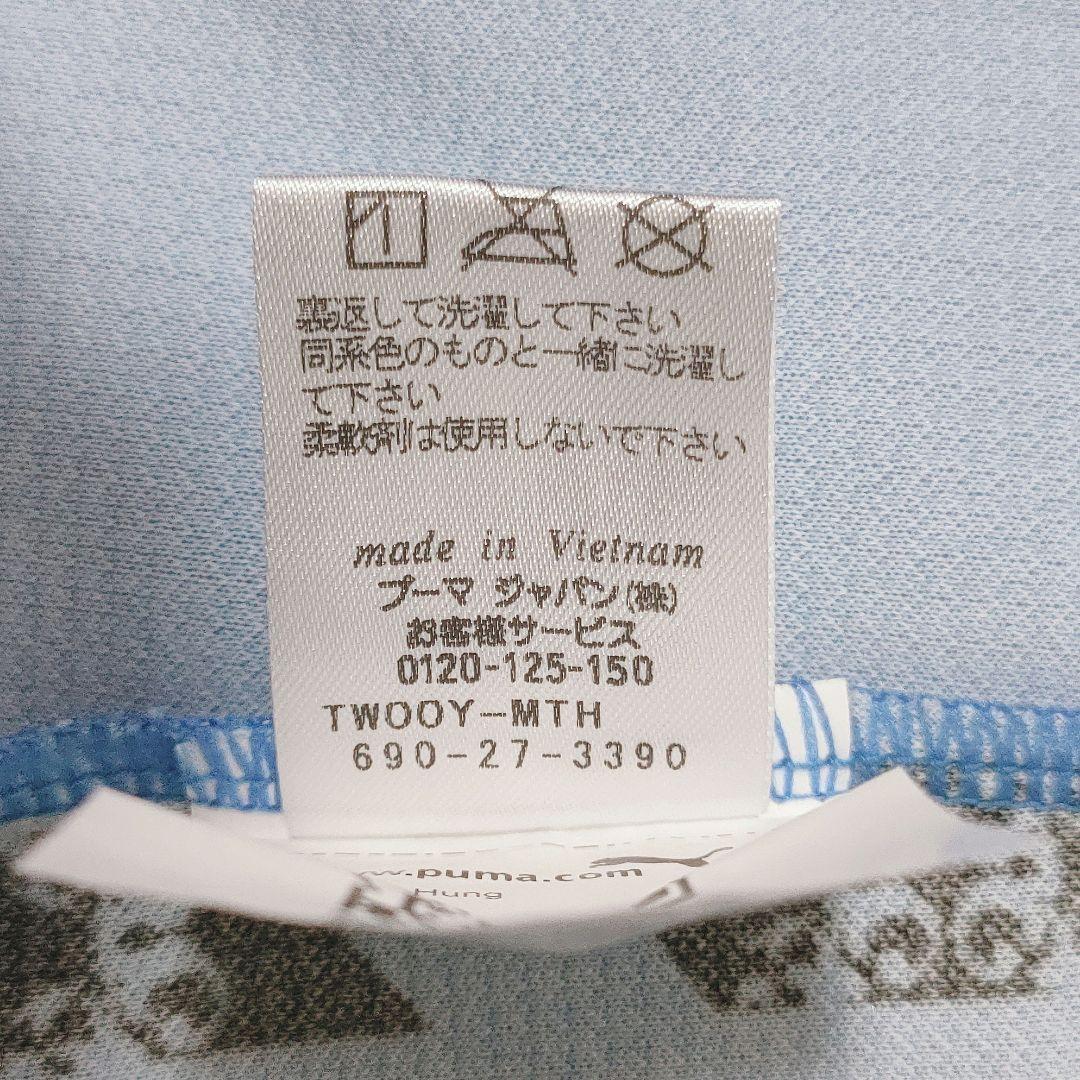 裏返して洗濯して下さい
同系色のものと一緒に洗濯し
て下さい
柔軟剤は使用しないで下さい
made in Vietnam
プーマ ジャパン(株)
お客様サービス
0120-125-150
TWOOY-MTH
690-27-3390
w.puma.com
Hung